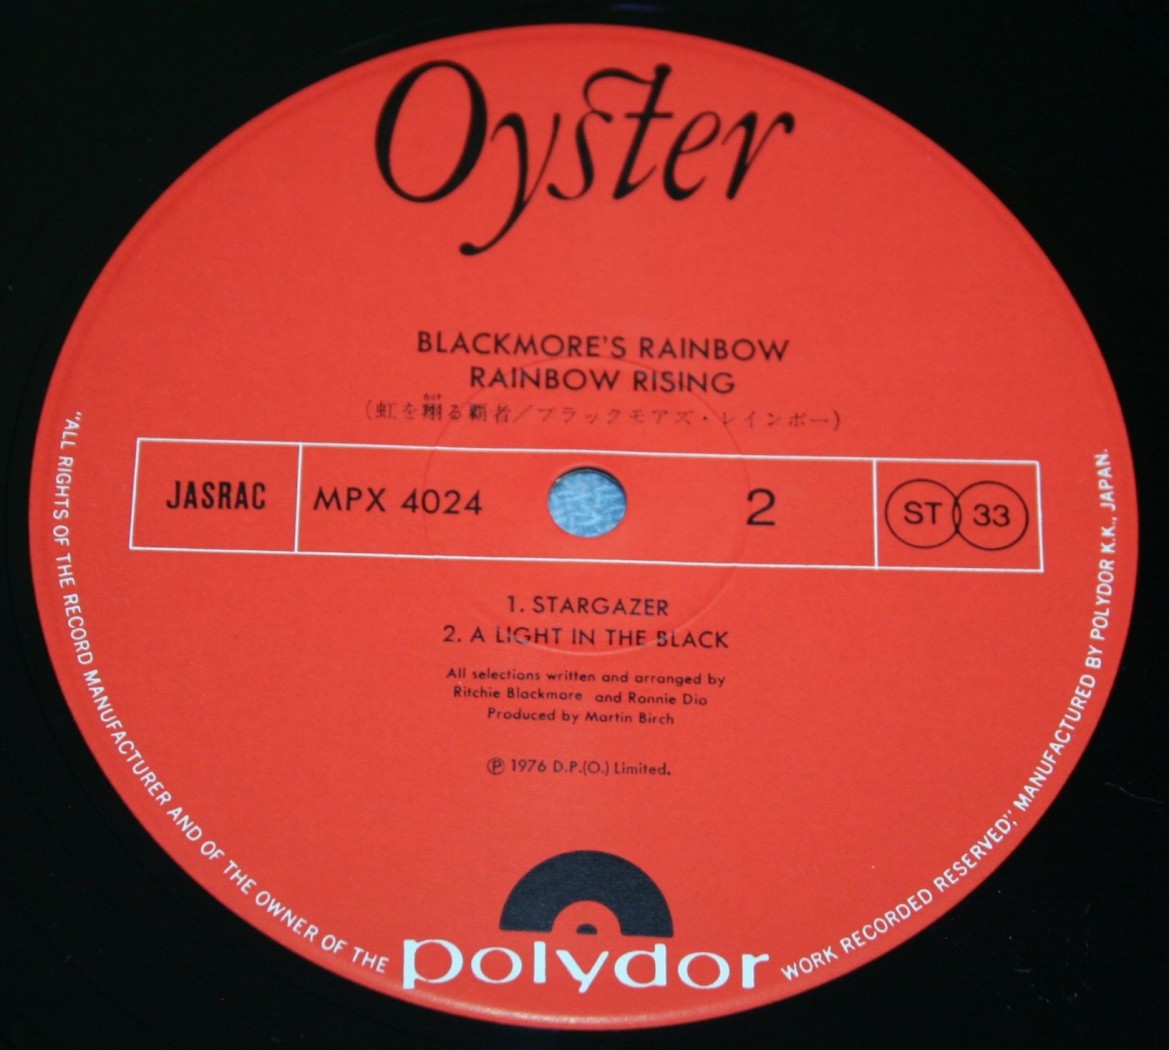 Oyster
BLACKMORE'S RAINBOW
RAINBOW RISING
かけ
(虹を翔る覇者/ブラックモアズ・レインボー)
JASRAC
MPX 4024
2
ST 33
1. STARGAZER
2. A LIGHT IN THE BLACK
All selections written and arranged by
Ritchie Blackmore and Ronnie Dio
Produced by Martin Birch
℗ 1976 D.P.(O.) Limited.
polydor
"ALL RIGHTS OF THE RECORD MANUFACTURER AND OF THE OWNER OF THE WORK RECORDED RESERVED", MANUFACTURED BY POLYDOR K.K., JAPAN.